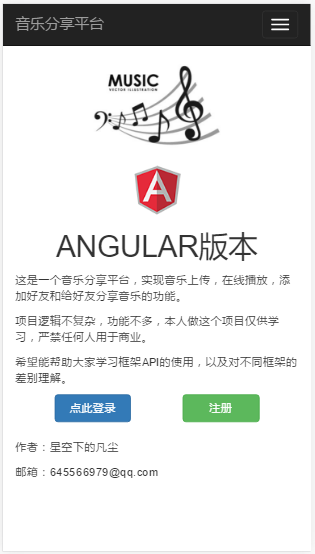 音乐分享平台
MUSIC
VECTOR ILLUSTRATION
A
ANGULAR版本
这是一个音乐分享平台，实现音乐上传，在线播放，添
加好友和给好友分享音乐的功能。
项目逻辑不复杂，功能不多，本人做这个项目仅供学
习，严禁任何人用于商业。
希望能帮助大家学习框架API的使用，以及对不同框架的
差别理解。
点此登录
注册
作者：星空下的凡尘
邮箱：645566979@qq.com